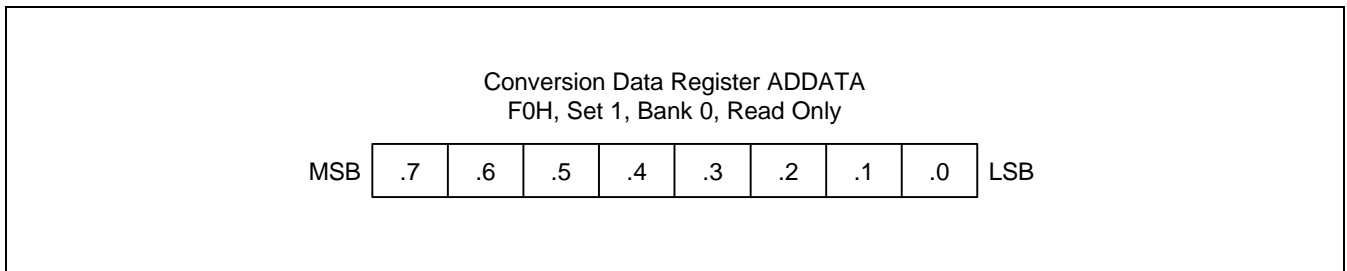 Conversion Data Register ADDATA
F0H, Set 1, Bank 0, Read Only
MSB .7 .6 .5 .4 .3 .2 .1 .0 LSB